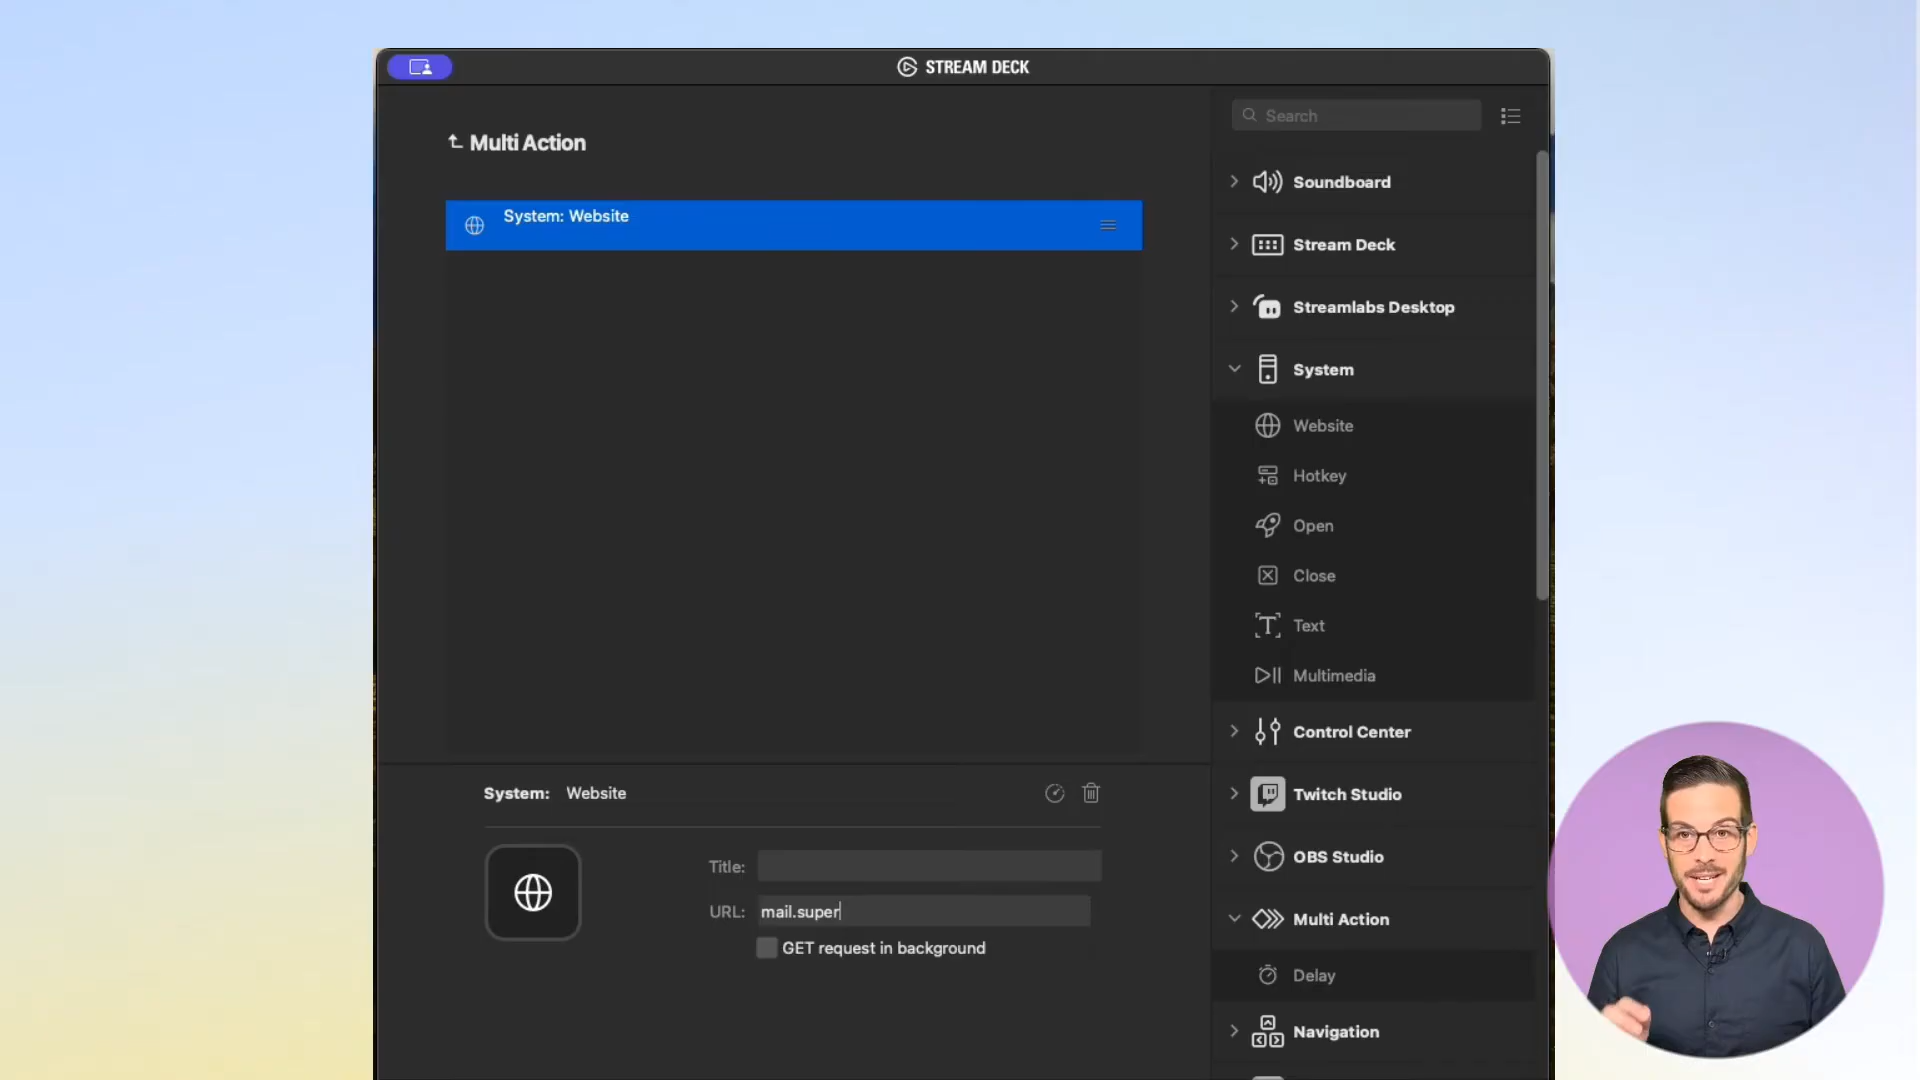 STREAM DECK
Multi Action
System: Website
Search
Soundboard
Stream Deck
Streamlabs Desktop
System
Website
Hotkey
Open
Close
Text
Multimedia
Control Center
Twitch Studio
OBS Studio
Multi Action
Delay
Navigation
System: Website
Title:
URL: mail.super
GET request in background